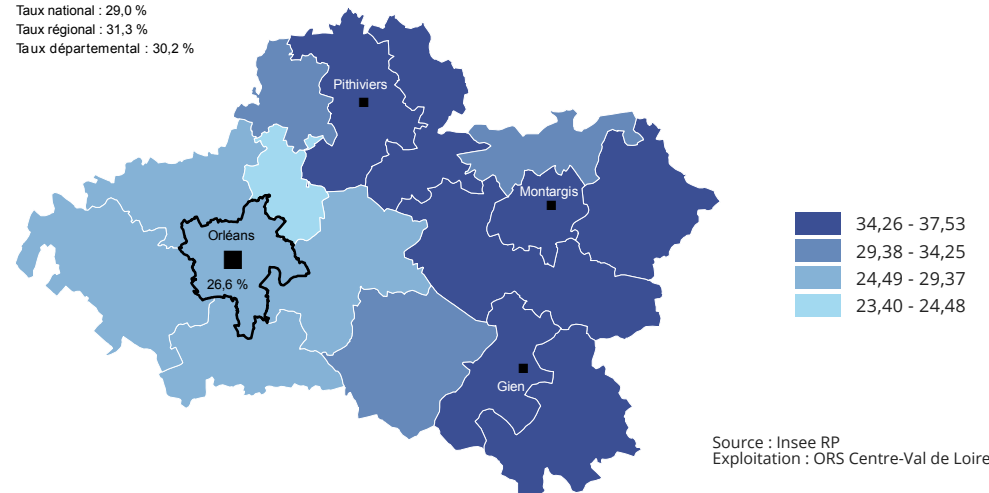 Taux national : 29,0 %
Taux régional : 31,3 %
Taux départemental : 30,2 %
Pithiviers
Montargis
Orléans
26,6 %
Gien
34,26 - 37,53
29,38 - 34,25
24,49 - 29,37
23,40 - 24,48
Source : Insee RP
Exploitation : ORS Centre-Val de Loire